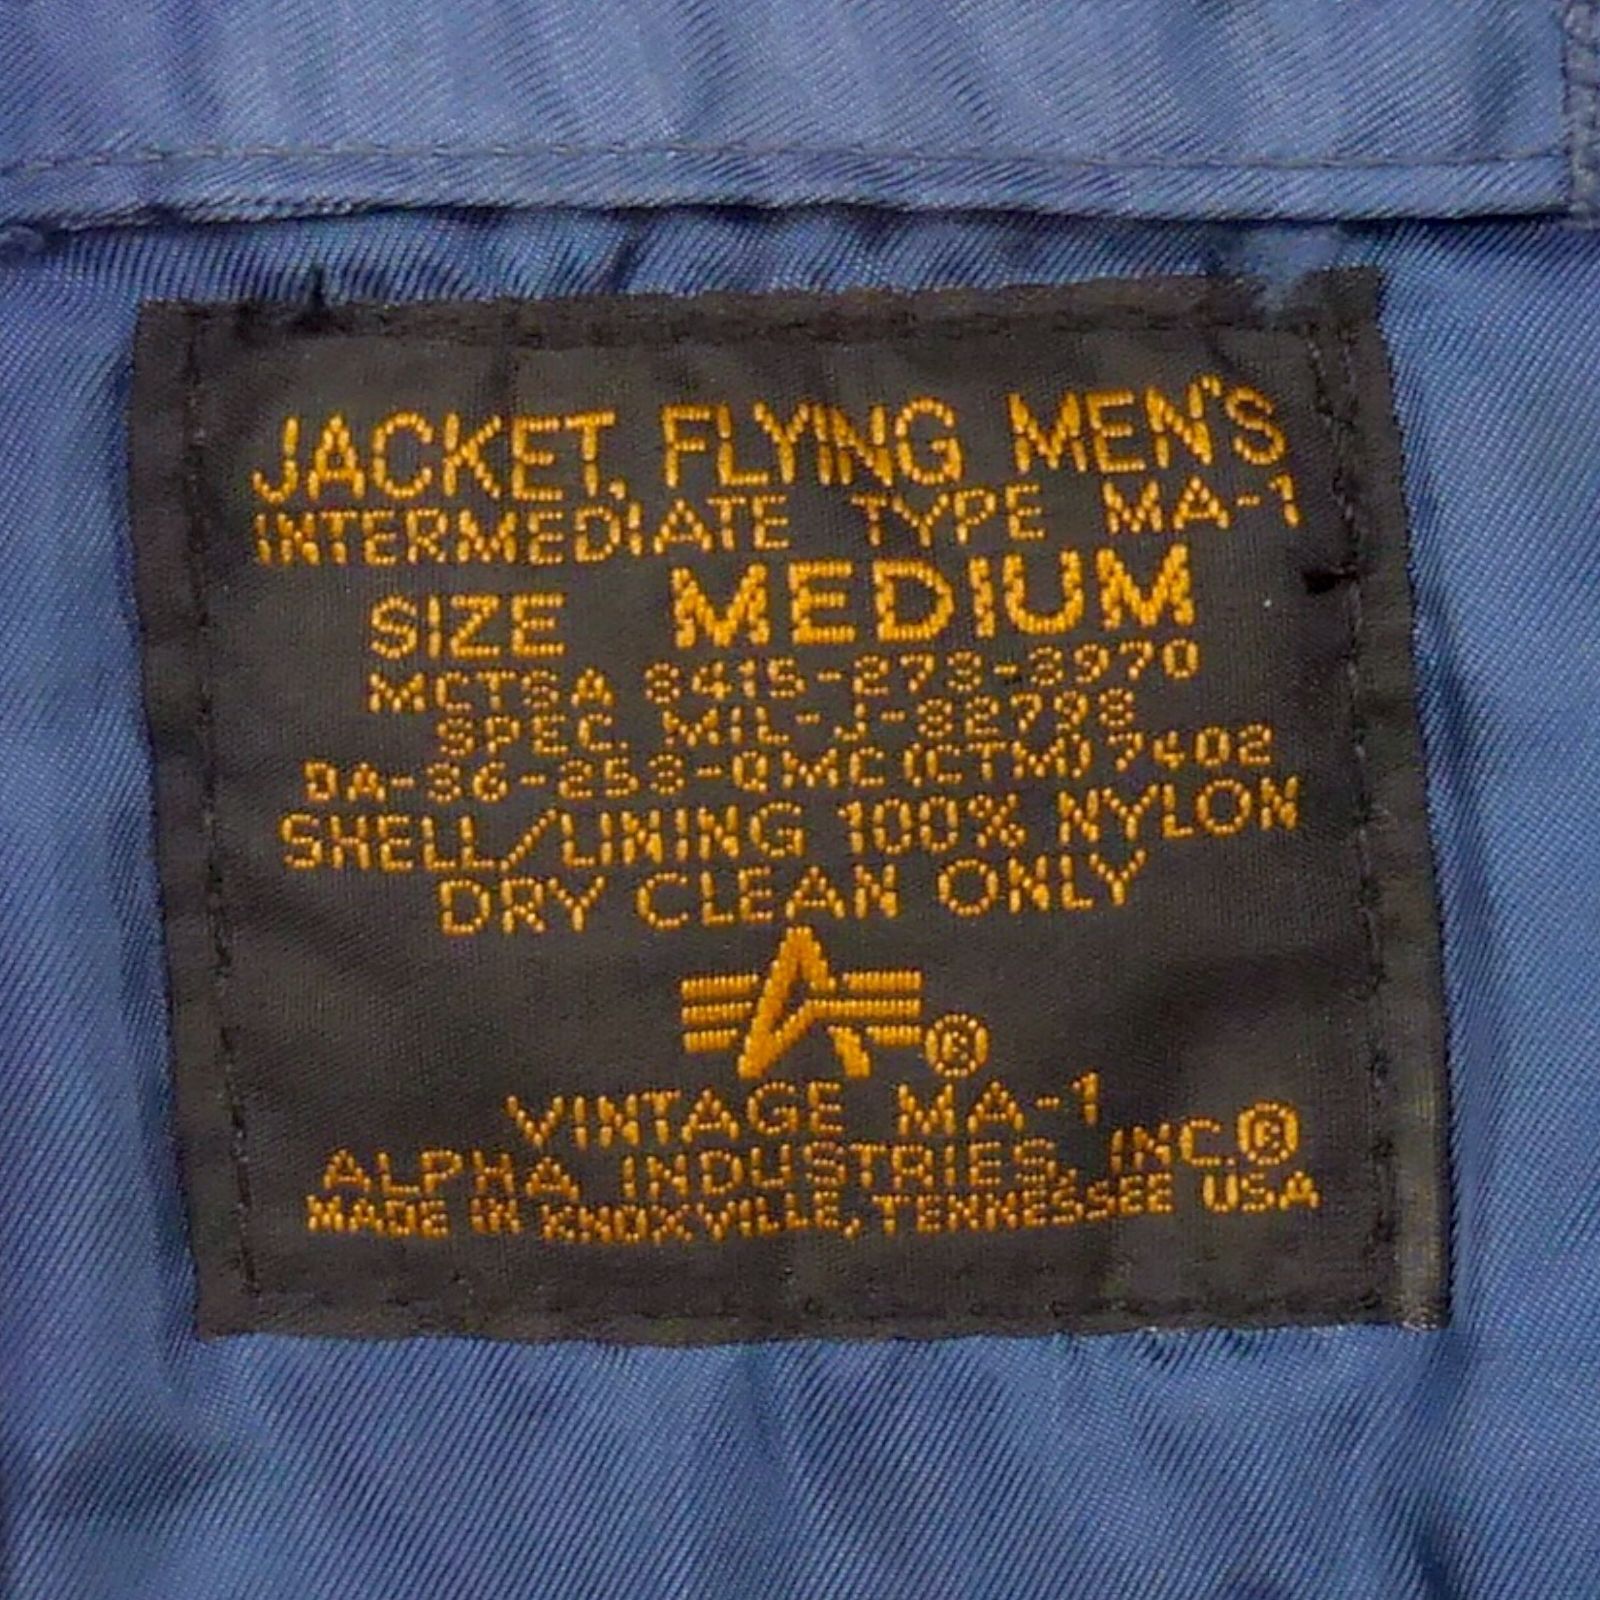 JACKET, FLYING MEN'S
INTERMEDIATE TYPE MA-1
SIZE MEDIUM
MCTSA 8415-273-3970
SPEC. MIL-J-82798
DA-36-253-QMC(CTM)7402
SHELL/LINING 100% NYLON
DRY CLEAN ONLY
A®
VINTAGE MA-1
ALPHA INDUSTRIES, INC.®
MADE IN KNOXVILLE, TENNESSEE USA